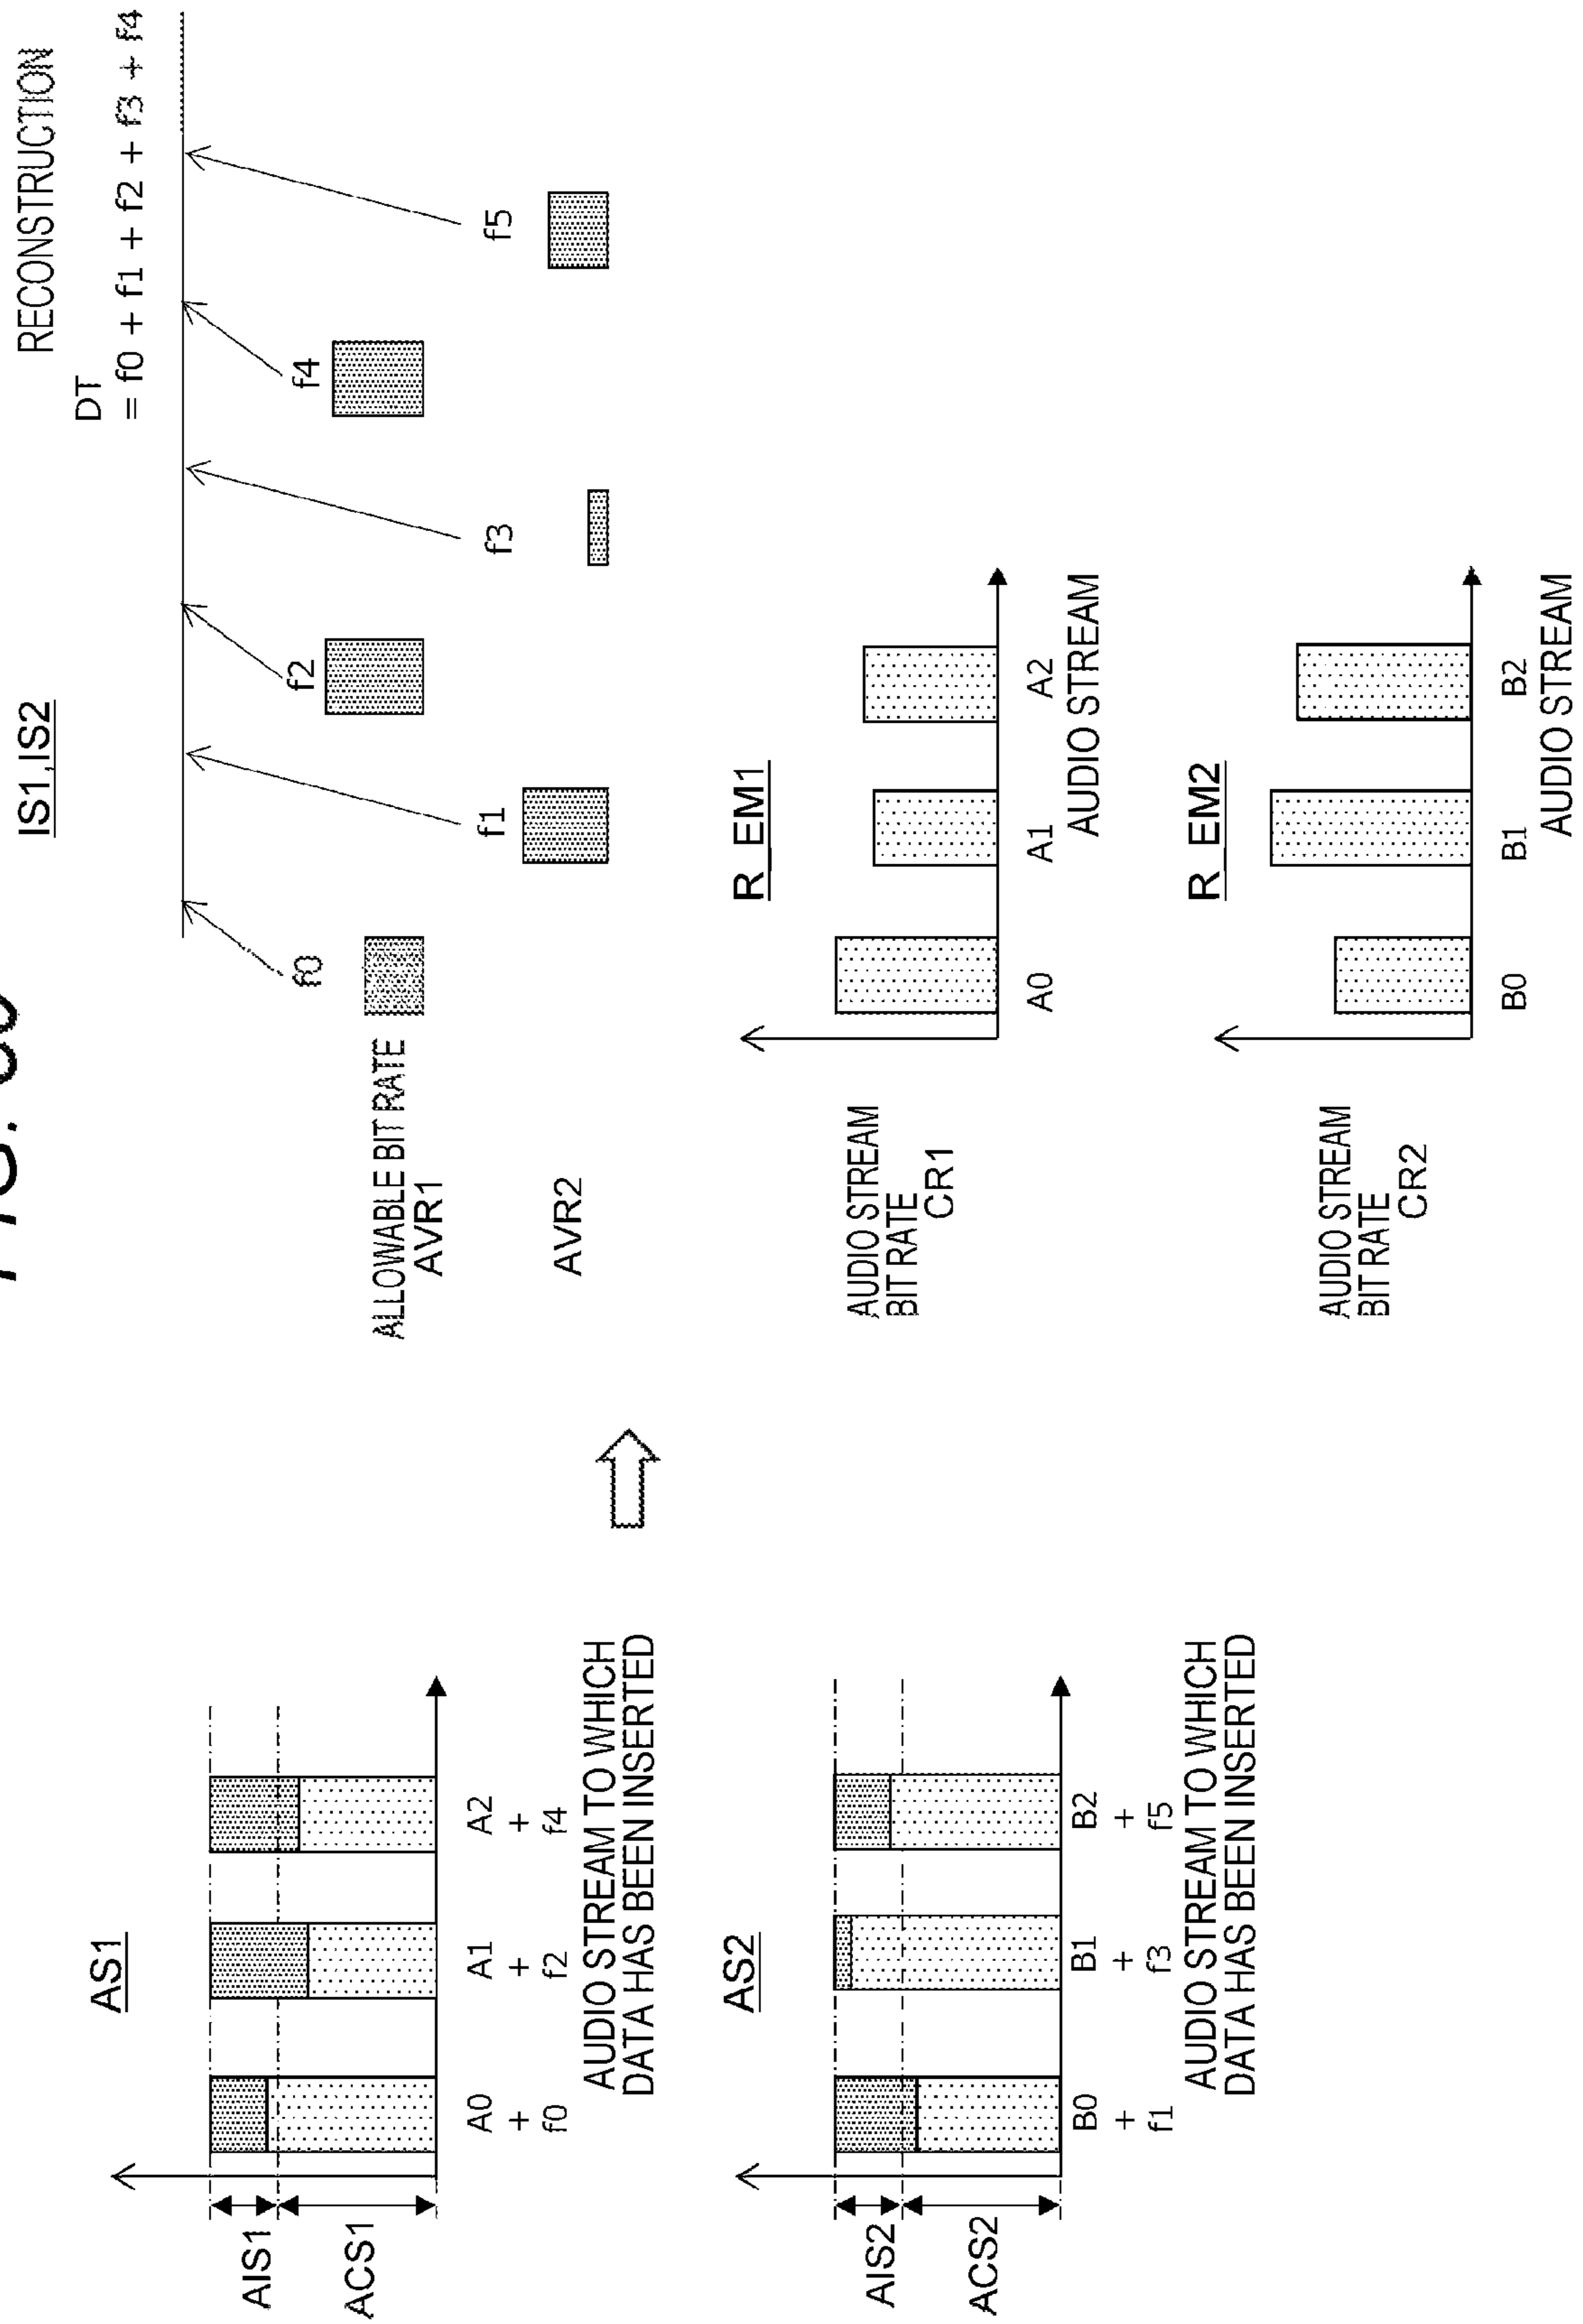 IS1,IS2
RECONSTRUCTION
DT
= f0 + f1 + f2 + f3 + f4
AS1
AIS1
ACS1
A0
+
f0
A1
+
f2
A2
+
f4
AUDIO STREAM TO WHICH
DATA HAS BEEN INSERTED
AS2
AIS2
ACS2
B0
+
f1
B1
+
f3
B2
+
f5
AUDIO STREAM TO WHICH
DATA HAS BEEN INSERTED
ALLOWABLE BIT RATE
AVR1
AVR2
f0
f1
f2
f3
f4
f5
R_EM1
AUDIO STREAM
BIT RATE
CR1
A0
A1
A2
AUDIO STREAM
R_EM2
AUDIO STREAM
BIT RATE
CR2
B0
B1
B2
AUDIO STREAM